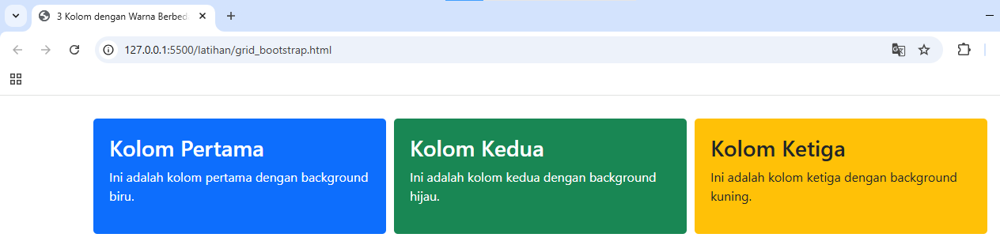 3 Kolom dengan Warna Berbed
127.0.0.1:5500/latihan/grid_bootstrap.html
Kolom Pertama
Ini adalah kolom pertama dengan background
biru.
Kolom Kedua
Ini adalah kolom kedua dengan background
hijau.
Kolom Ketiga
Ini adalah kolom ketiga dengan background
kuning.